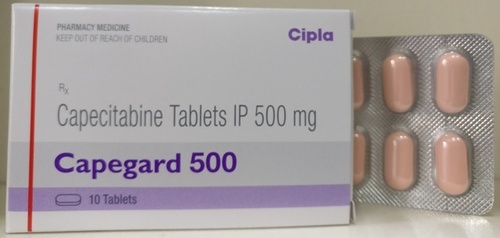 PHARMACY MEDICINE
KEEP OUT OF REACH OF CHILDREN
Cipla
Rx
Capecitabine Tablets IP 500 mg
Capegard 500
10 Tablets